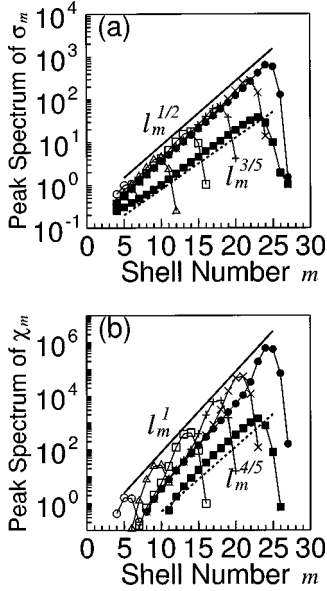 (a)
Peak Spectrum of σm
10^4
10^3
10^2
10^1
10^0
10^-1
l_m^1/2
l_m^3/5
0 5 10 15 20 25 30
Shell Number m
(b)
Peak Spectrum of χm
10^6
10^4
10^2
10^0
l_m^1
l_m^4/5
0 5 10 15 20 25 30
Shell Number m